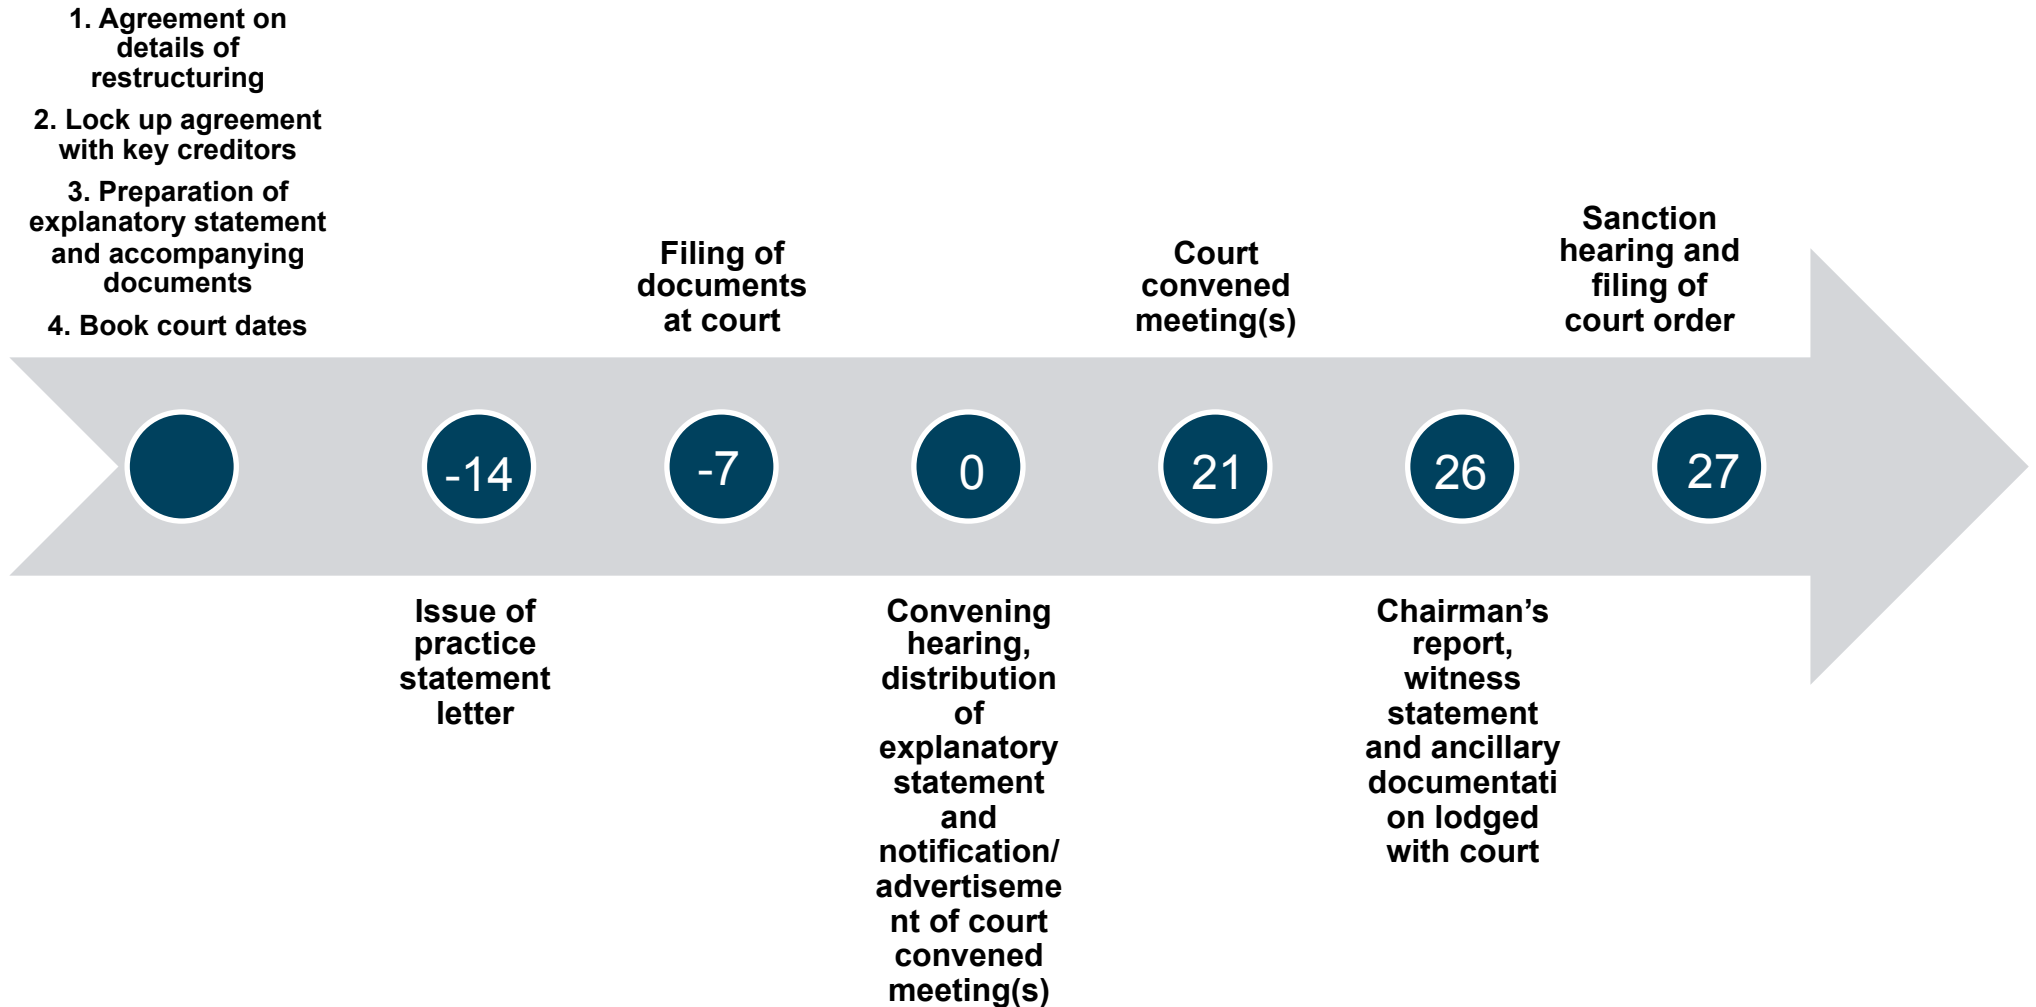 1. Agreement on
details of
restructuring
2. Lock up agreement
with key creditors
3. Preparation of
explanatory statement
and accompanying
documents
4. Book court dates
Filing of
documents
at court
Court
convened
meeting(s)
Sanction
hearing and
filing of
court order
-14
-7
0
21
26
27
Issue of
practice
statement
letter
Convening
hearing,
distribution
of
explanatory
statement
and
notification/
advertiseme
nt of court
convened
meeting(s)
Chairman’s
report,
witness
statement
and ancillary
documentati
on lodged
with court